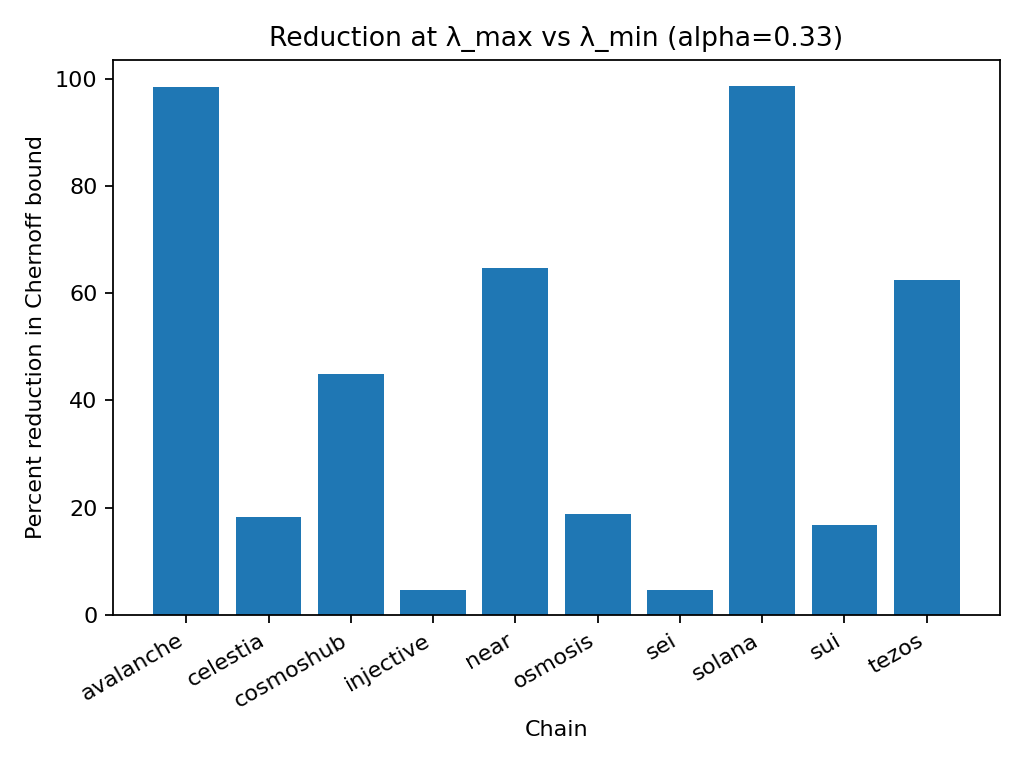 Reduction at λ_max vs λ_min (alpha=0.33)
Percent reduction in Chernoff bound
100
80
60
40
20
0
avalanche
celestia
cosmoshub
injective
near
osmosis
sei
solana
sui
tezos
Chain